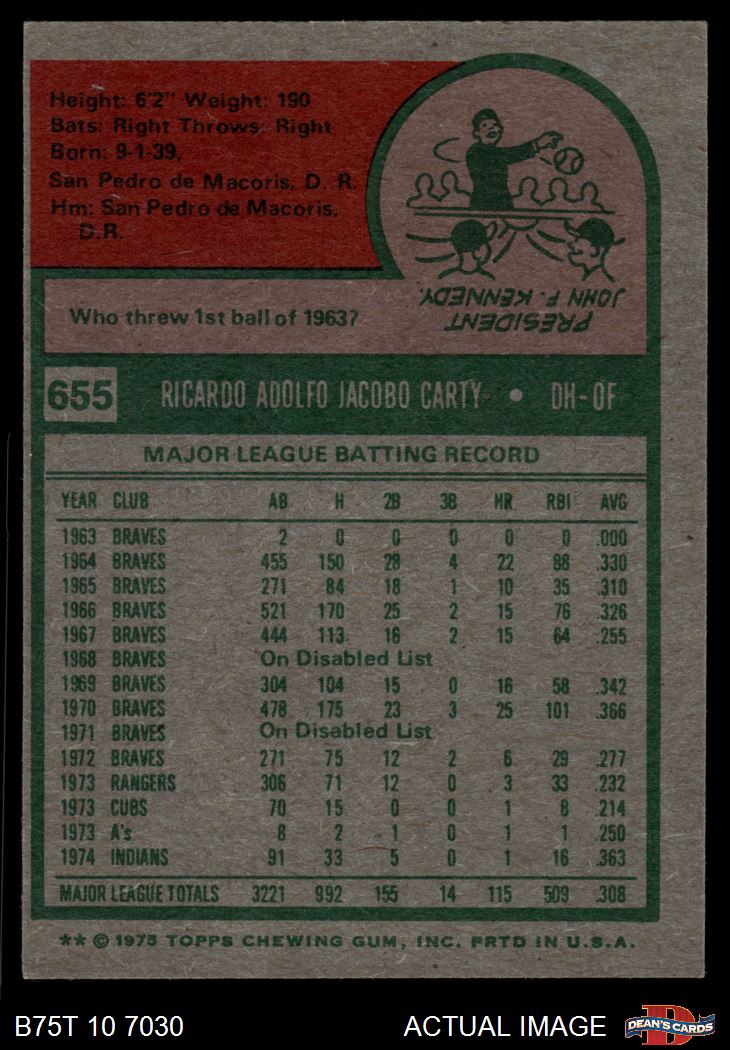 Height: 6'2" Weight: 190
Bats: Right Throws: Right
Born: 9-1-39,
San Pedro de Macoris, D. R.
Hm: San Pedro de Macoris,
D.R.
Who threw 1st ball of 1963?
PRESIDENT
JOHN F. KENNEDY.
655 RICARDO ADOLFO JACOBO CARTY • DH-OF
MAJOR LEAGUE BATTING RECORD
YEAR CLUB AB H 2B 3B HR RBI AVG
1963 BRAVES 2 0 0 0 0 0 .000
1964 BRAVES 455 150 28 4 22 88 .330
1965 BRAVES 271 84 18 1 10 35 .310
1966 BRAVES 521 170 25 2 15 76 .326
1967 BRAVES 444 113 16 2 15 64 .255
1968 BRAVES On Disabled List
1969 BRAVES 304 104 15 0 16 58 .342
1970 BRAVES 478 175 23 3 25 101 .366
1971 BRAVES On Disabled List
1972 BRAVES 271 75 12 2 6 29 .277
1973 RANGERS 306 71 12 0 3 33 .232
1973 CUBS 70 15 0 0 1 8 .214
1973 A's 8 2 1 0 1 1 .250
1974 INDIANS 91 33 5 0 1 16 .363
MAJOR LEAGUE TOTALS 3221 992 155 14 115 509 .308
** © 1975 TOPPS CHEWING GUM, INC. PRTD IN U.S.A.
B75T 10 7030 ACTUAL IMAGE D DEAN'S CARDS